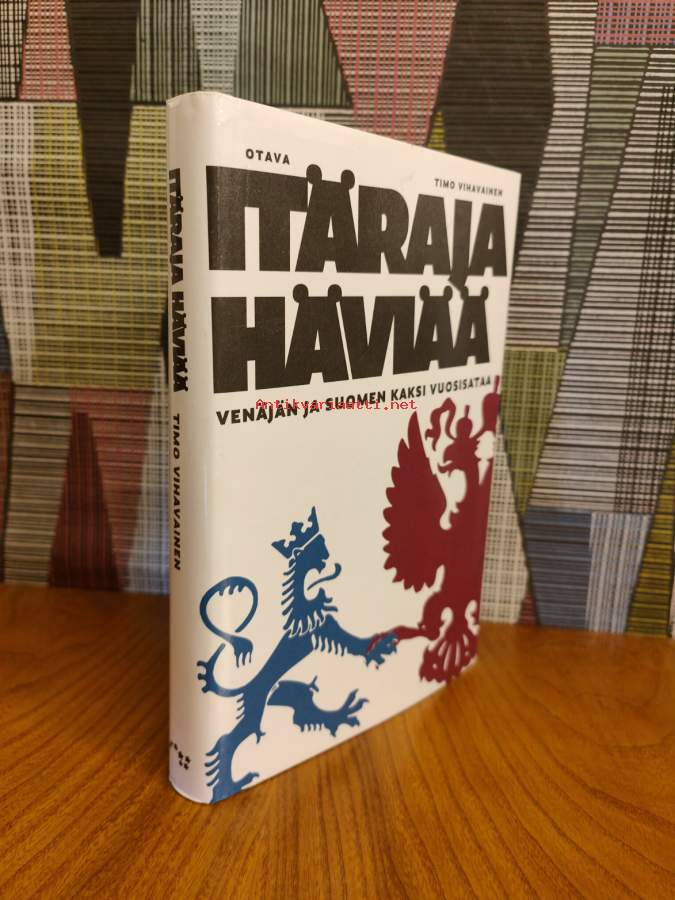 OTAVA
TIMO VIHAVAINEN
ITÄRAJA
HÄVIÄÄ
VENÄJÄN JA SUOMEN KAKSI VUOSISATAA
Antikvariaatti.net
ITÄRAJA HÄVIÄÄ TIMO VIHAVAINEN